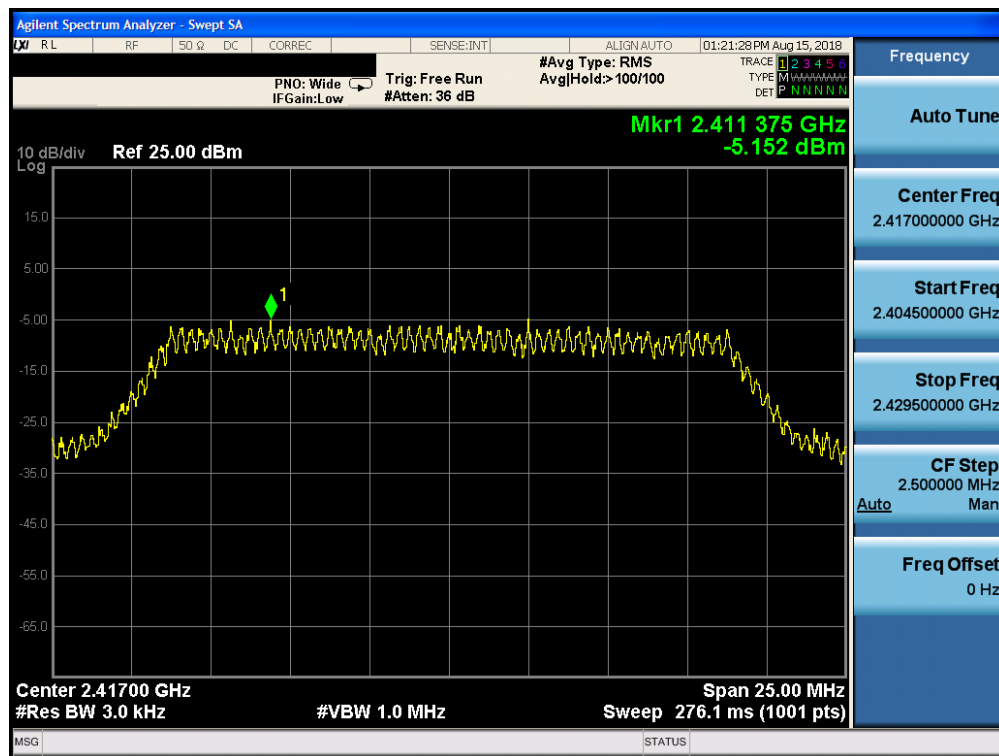 Agilent Spectrum Analyzer - Swept SA
LXI RL RF 50 Ω DC CORREC SENSE:INT ALIGN AUTO 01:21:28 PM Aug 15, 2018
Frequency
PNO: Wide Trig: Free Run #Avg Type: RMS TRACE 1 2 3 4 5 6
IFGain:Low #Atten: 36 dB Avg|Hold:>100/100 TYPE M
DET P N N N N N
Auto Tune
Mkr1 2.411 375 GHz
-5.152 dBm
10 dB/div Ref 25.00 dBm
Log
15.0
5.00
-5.00
-15.0
-25.0
-35.0
-45.0
-55.0
-65.0
1
Center Freq
2.417000000 GHz
Start Freq
2.404500000 GHz
Stop Freq
2.429500000 GHz
CF Step
2.500000 MHz
Auto Man
Freq Offset
0 Hz
Center 2.41700 GHz Span 25.00 MHz
#Res BW 3.0 kHz #VBW 1.0 MHz Sweep 276.1 ms (1001 pts)
MSG STATUS